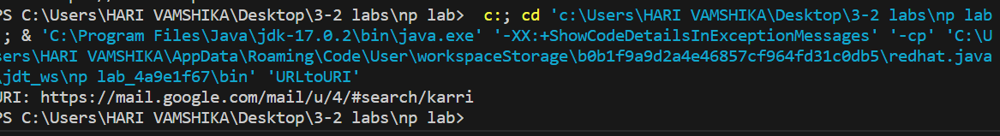 PS C:\Users\HARI VAMSHIKA\Desktop\3-2 labs\np lab>  c:; cd 'c:\Users\HARI VAMSHIKA\Desktop\3-2 labs\np lab
; & 'C:\Program Files\Java\jdk-17.0.2\bin\java.exe' '-XX:+ShowCodeDetailsInExceptionMessages' '-cp' 'C:\U
sers\HARI VAMSHIKA\AppData\Roaming\Code\User\workspaceStorage\b0b1f9a9d2a4e46857cf964fd31c0db5\redhat.java
\jdt_ws\np lab_4a9e1f67\bin' 'URLtoURI'
URI: https://mail.google.com/mail/u/4/#search/karri
PS C:\Users\HARI VAMSHIKA\Desktop\3-2 labs\np lab>